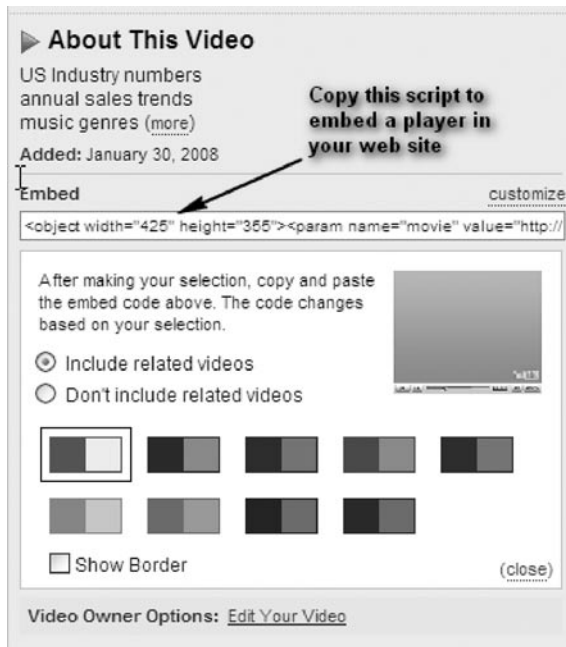 About This Video
US Industry numbers
annual sales trends
music genres (more)
Copy this script to
embed a player in
your web site
Added: January 30, 2008
Embed
customize
<object width="425" height="355"><param name="movie" value="http://
After making your selection, copy and paste
the embed code above. The code changes
based on your selection.
Include related videos
Don't include related videos
Show Border
(close)
Video Owner Options: Edit Your Video